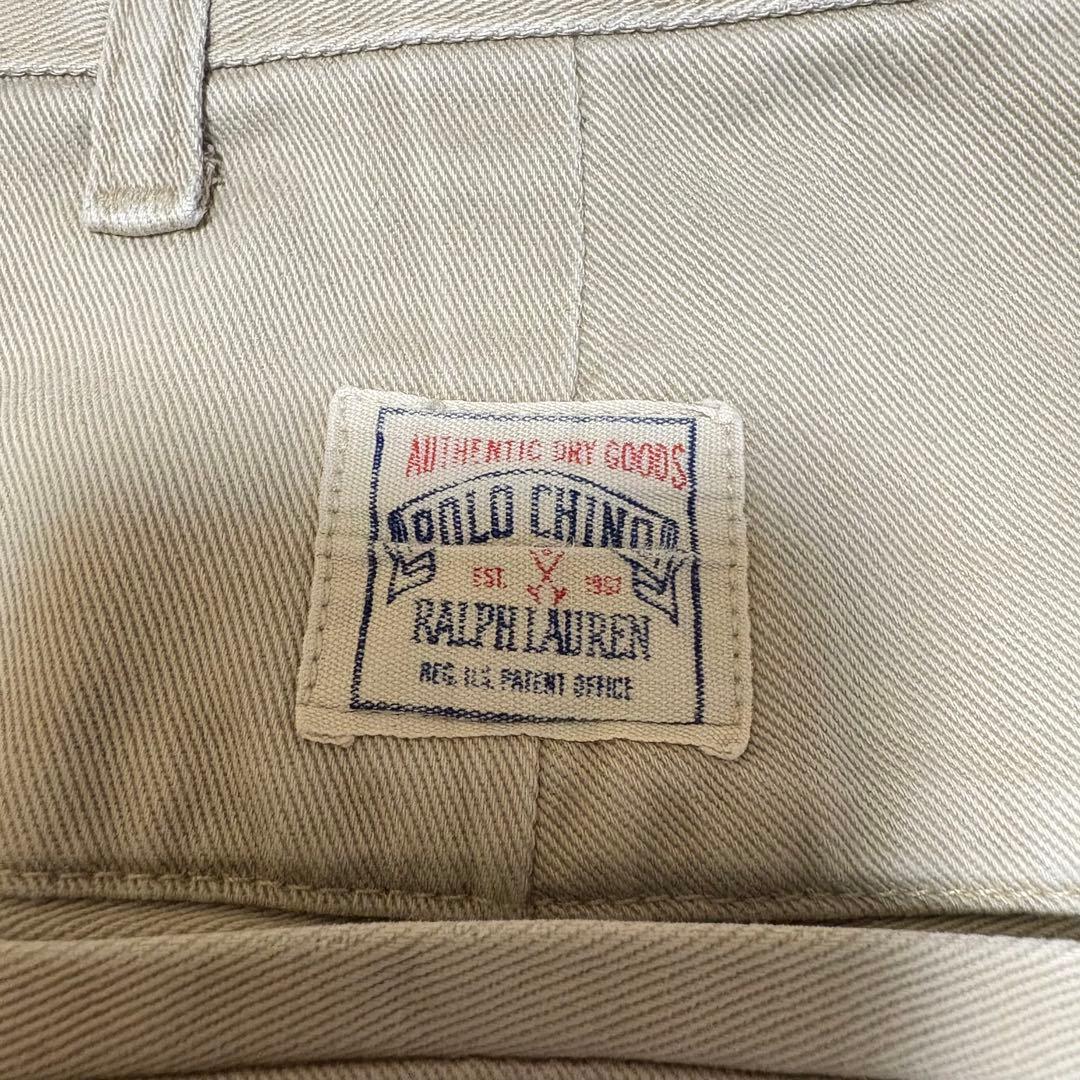 AUTHENTIC DRY GOODS
POLO CHINO
EST. 1967
RALPH LAUREN
REG. U.S. PATENT OFFICE